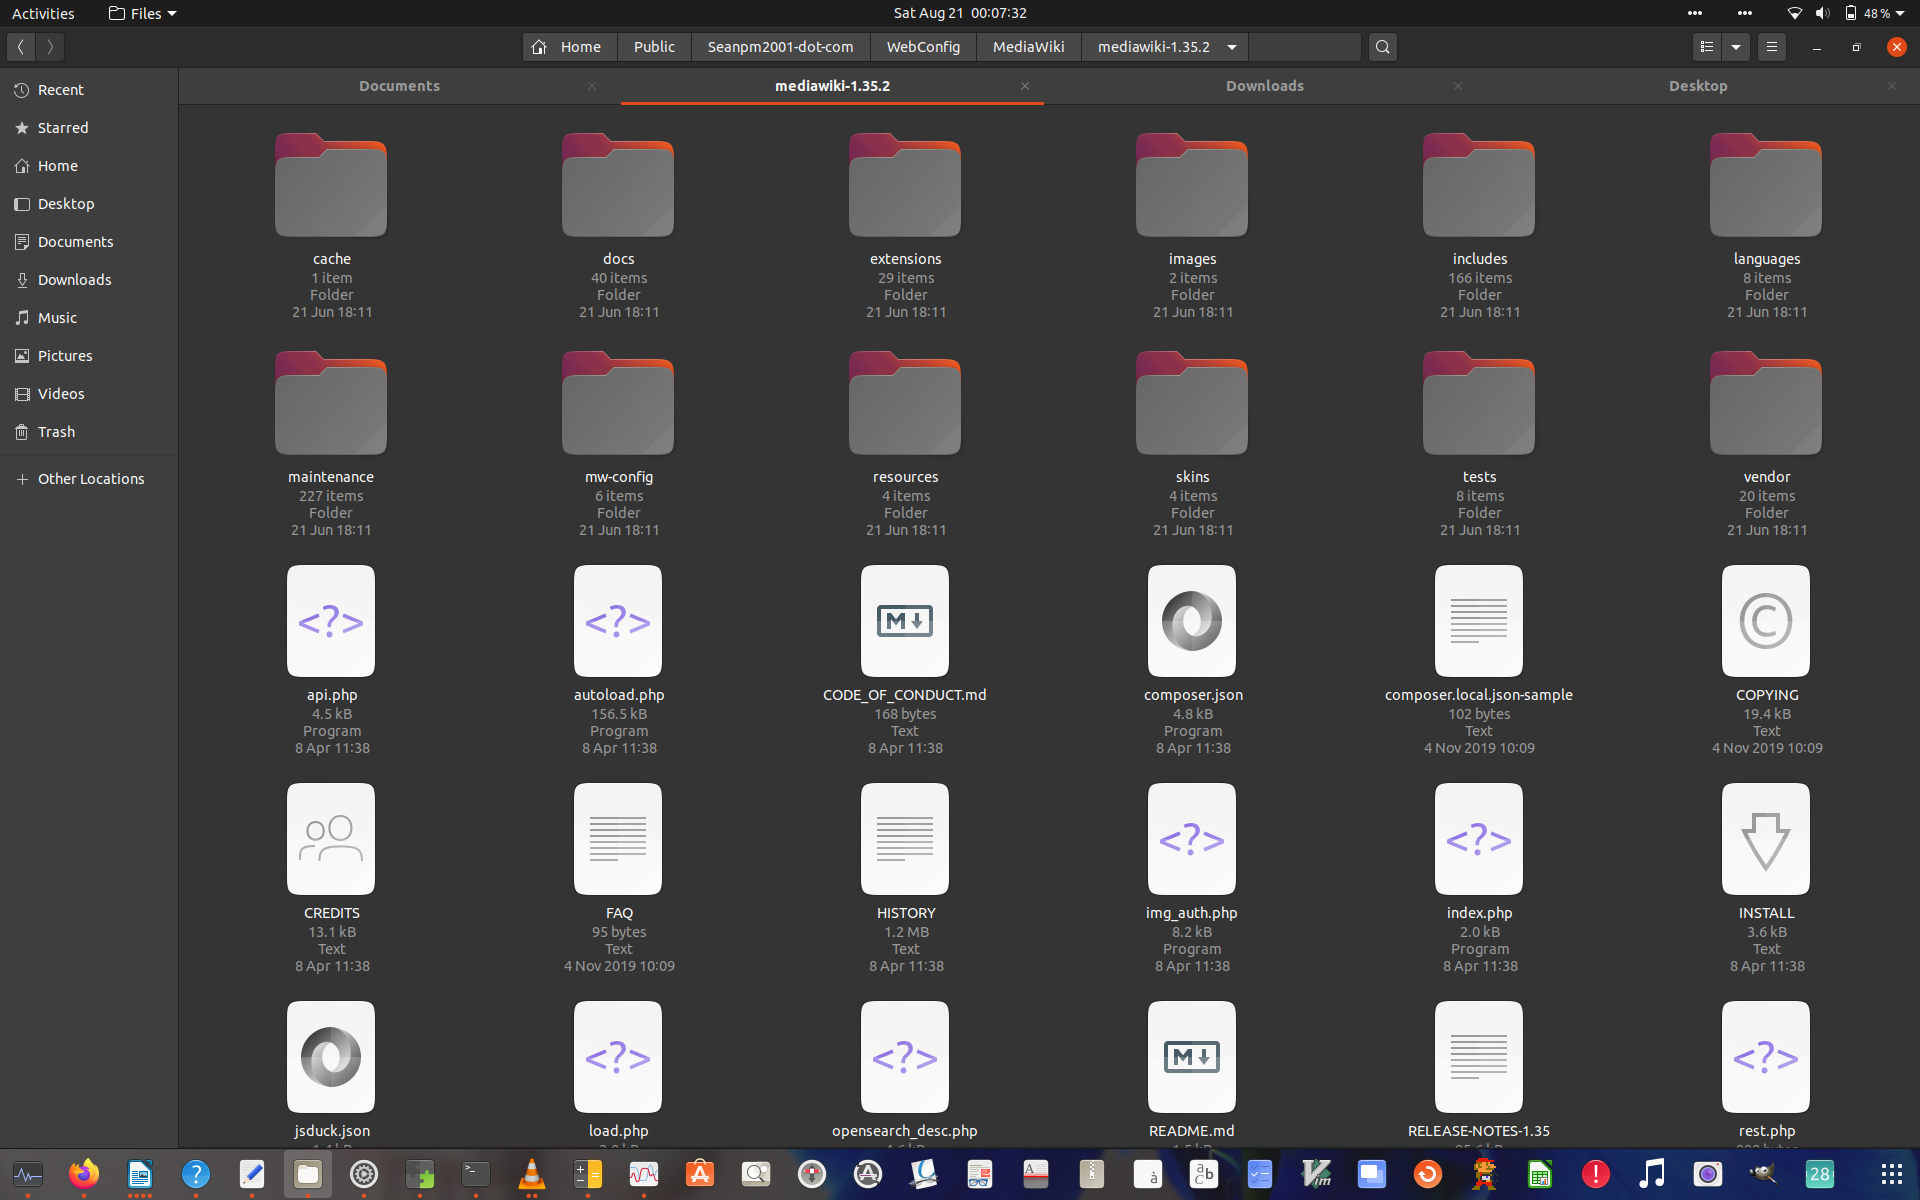 Activities
Files
Sat Aug 21 00:07:32
48 %
Home
Public
Seanpm2001-dot-com
WebConfig
MediaWiki
mediawiki-1.35.2
Documents
mediawiki-1.35.2
Downloads
Desktop
Recent
Starred
Home
Desktop
Documents
Downloads
Music
Pictures
Videos
Trash
Other Locations
cache
1 item
Folder
21 Jun 18:11
docs
40 items
Folder
21 Jun 18:11
extensions
29 items
Folder
21 Jun 18:11
images
2 items
Folder
21 Jun 18:11
includes
166 items
Folder
21 Jun 18:11
languages
8 items
Folder
21 Jun 18:11
maintenance
227 items
Folder
21 Jun 18:11
mw-config
6 items
Folder
21 Jun 18:11
resources
4 items
Folder
21 Jun 18:11
skins
4 items
Folder
21 Jun 18:11
tests
8 items
Folder
21 Jun 18:11
vendor
20 items
Folder
21 Jun 18:11
<?>
api.php
4.5 kB
Program
8 Apr 11:38
<?>
autoload.php
156.5 kB
Program
8 Apr 11:38
M
CODE_OF_CONDUCT.md
168 bytes
Text
8 Apr 11:38
composer.json
4.8 kB
Program
8 Apr 11:38
composer.local.json-sample
102 bytes
Text
4 Nov 2019 10:09
©
COPYING
19.4 kB
Text
4 Nov 2019 10:09
CREDITS
13.1 kB
Text
8 Apr 11:38
FAQ
95 bytes
Text
4 Nov 2019 10:09
HISTORY
1.2 MB
Text
8 Apr 11:38
<?>
img_auth.php
8.2 kB
Program
8 Apr 11:38
<?>
index.php
2.0 kB
Program
8 Apr 11:38
INSTALL
3.6 kB
Text
8 Apr 11:38
jsduck.json
<?>
load.php
<?>
opensearch_desc.php
M
README.md
RELEASE-NOTES-1.35
<?>
rest.php
28